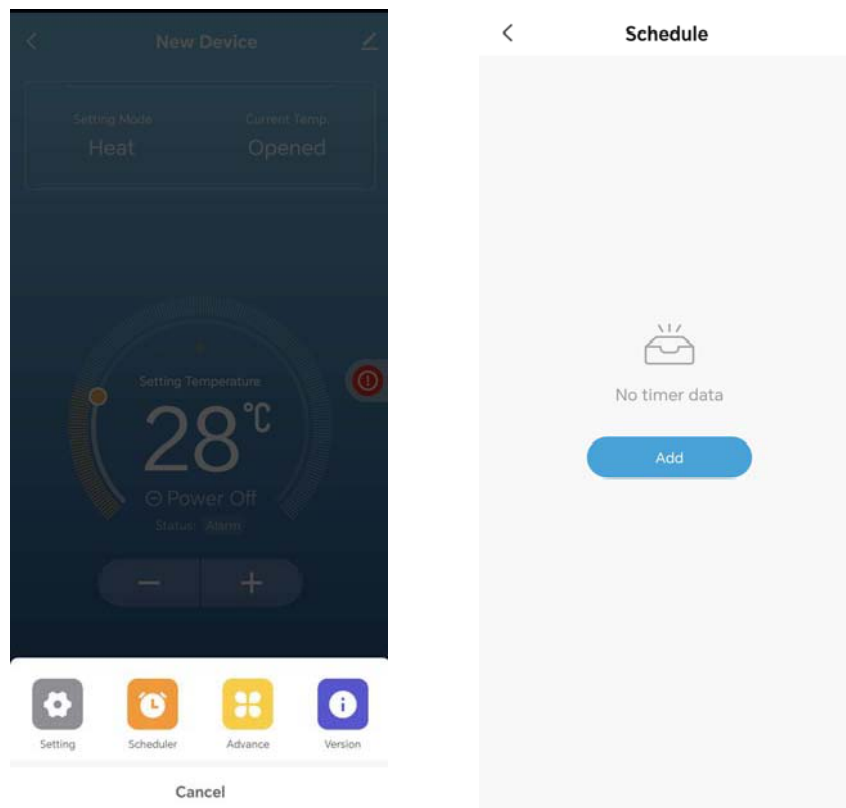 New Device
Setting Mode
Current Temp.
Heat
Opened
Setting Temperature
28°C
Power Off
Status: Alarm
− +
Setting
Scheduler
Advance
Version
Cancel
Schedule
No timer data
Add